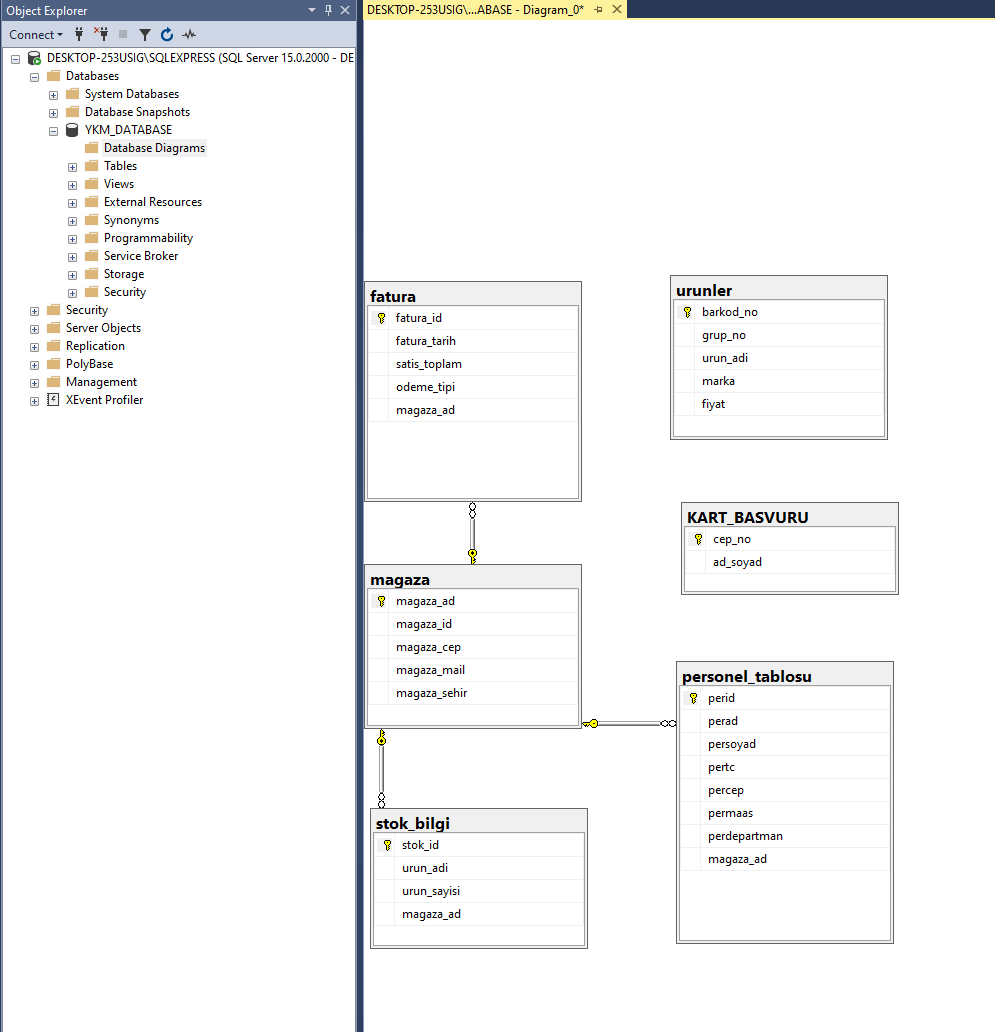 Object Explorer
Connect
DESKTOP-253USIG\SQLEXPRESS (SQL Server 15.0.2000 - DE
Databases
System Databases
Database Snapshots
YKM_DATABASE
Database Diagrams
Tables
Views
External Resources
Synonyms
Programmability
Service Broker
Storage
Security
Security
Server Objects
Replication
PolyBase
Management
XEvent Profiler
DESKTOP-253USIG\...ABASE - Diagram_0*
fatura
fatura_id
fatura_tarih
satis_toplam
odeme_tipi
magaza_ad
urunler
barkod_no
grup_no
urun_adi
marka
fiyat
KART_BASVURU
cep_no
ad_soyad
magaza
magaza_ad
magaza_id
magaza_cep
magaza_mail
magaza_sehir
personel_tablosu
perid
perad
persoyad
pertc
percep
permaas
perdepartman
magaza_ad
stok_bilgi
stok_id
urun_adi
urun_sayisi
magaza_ad